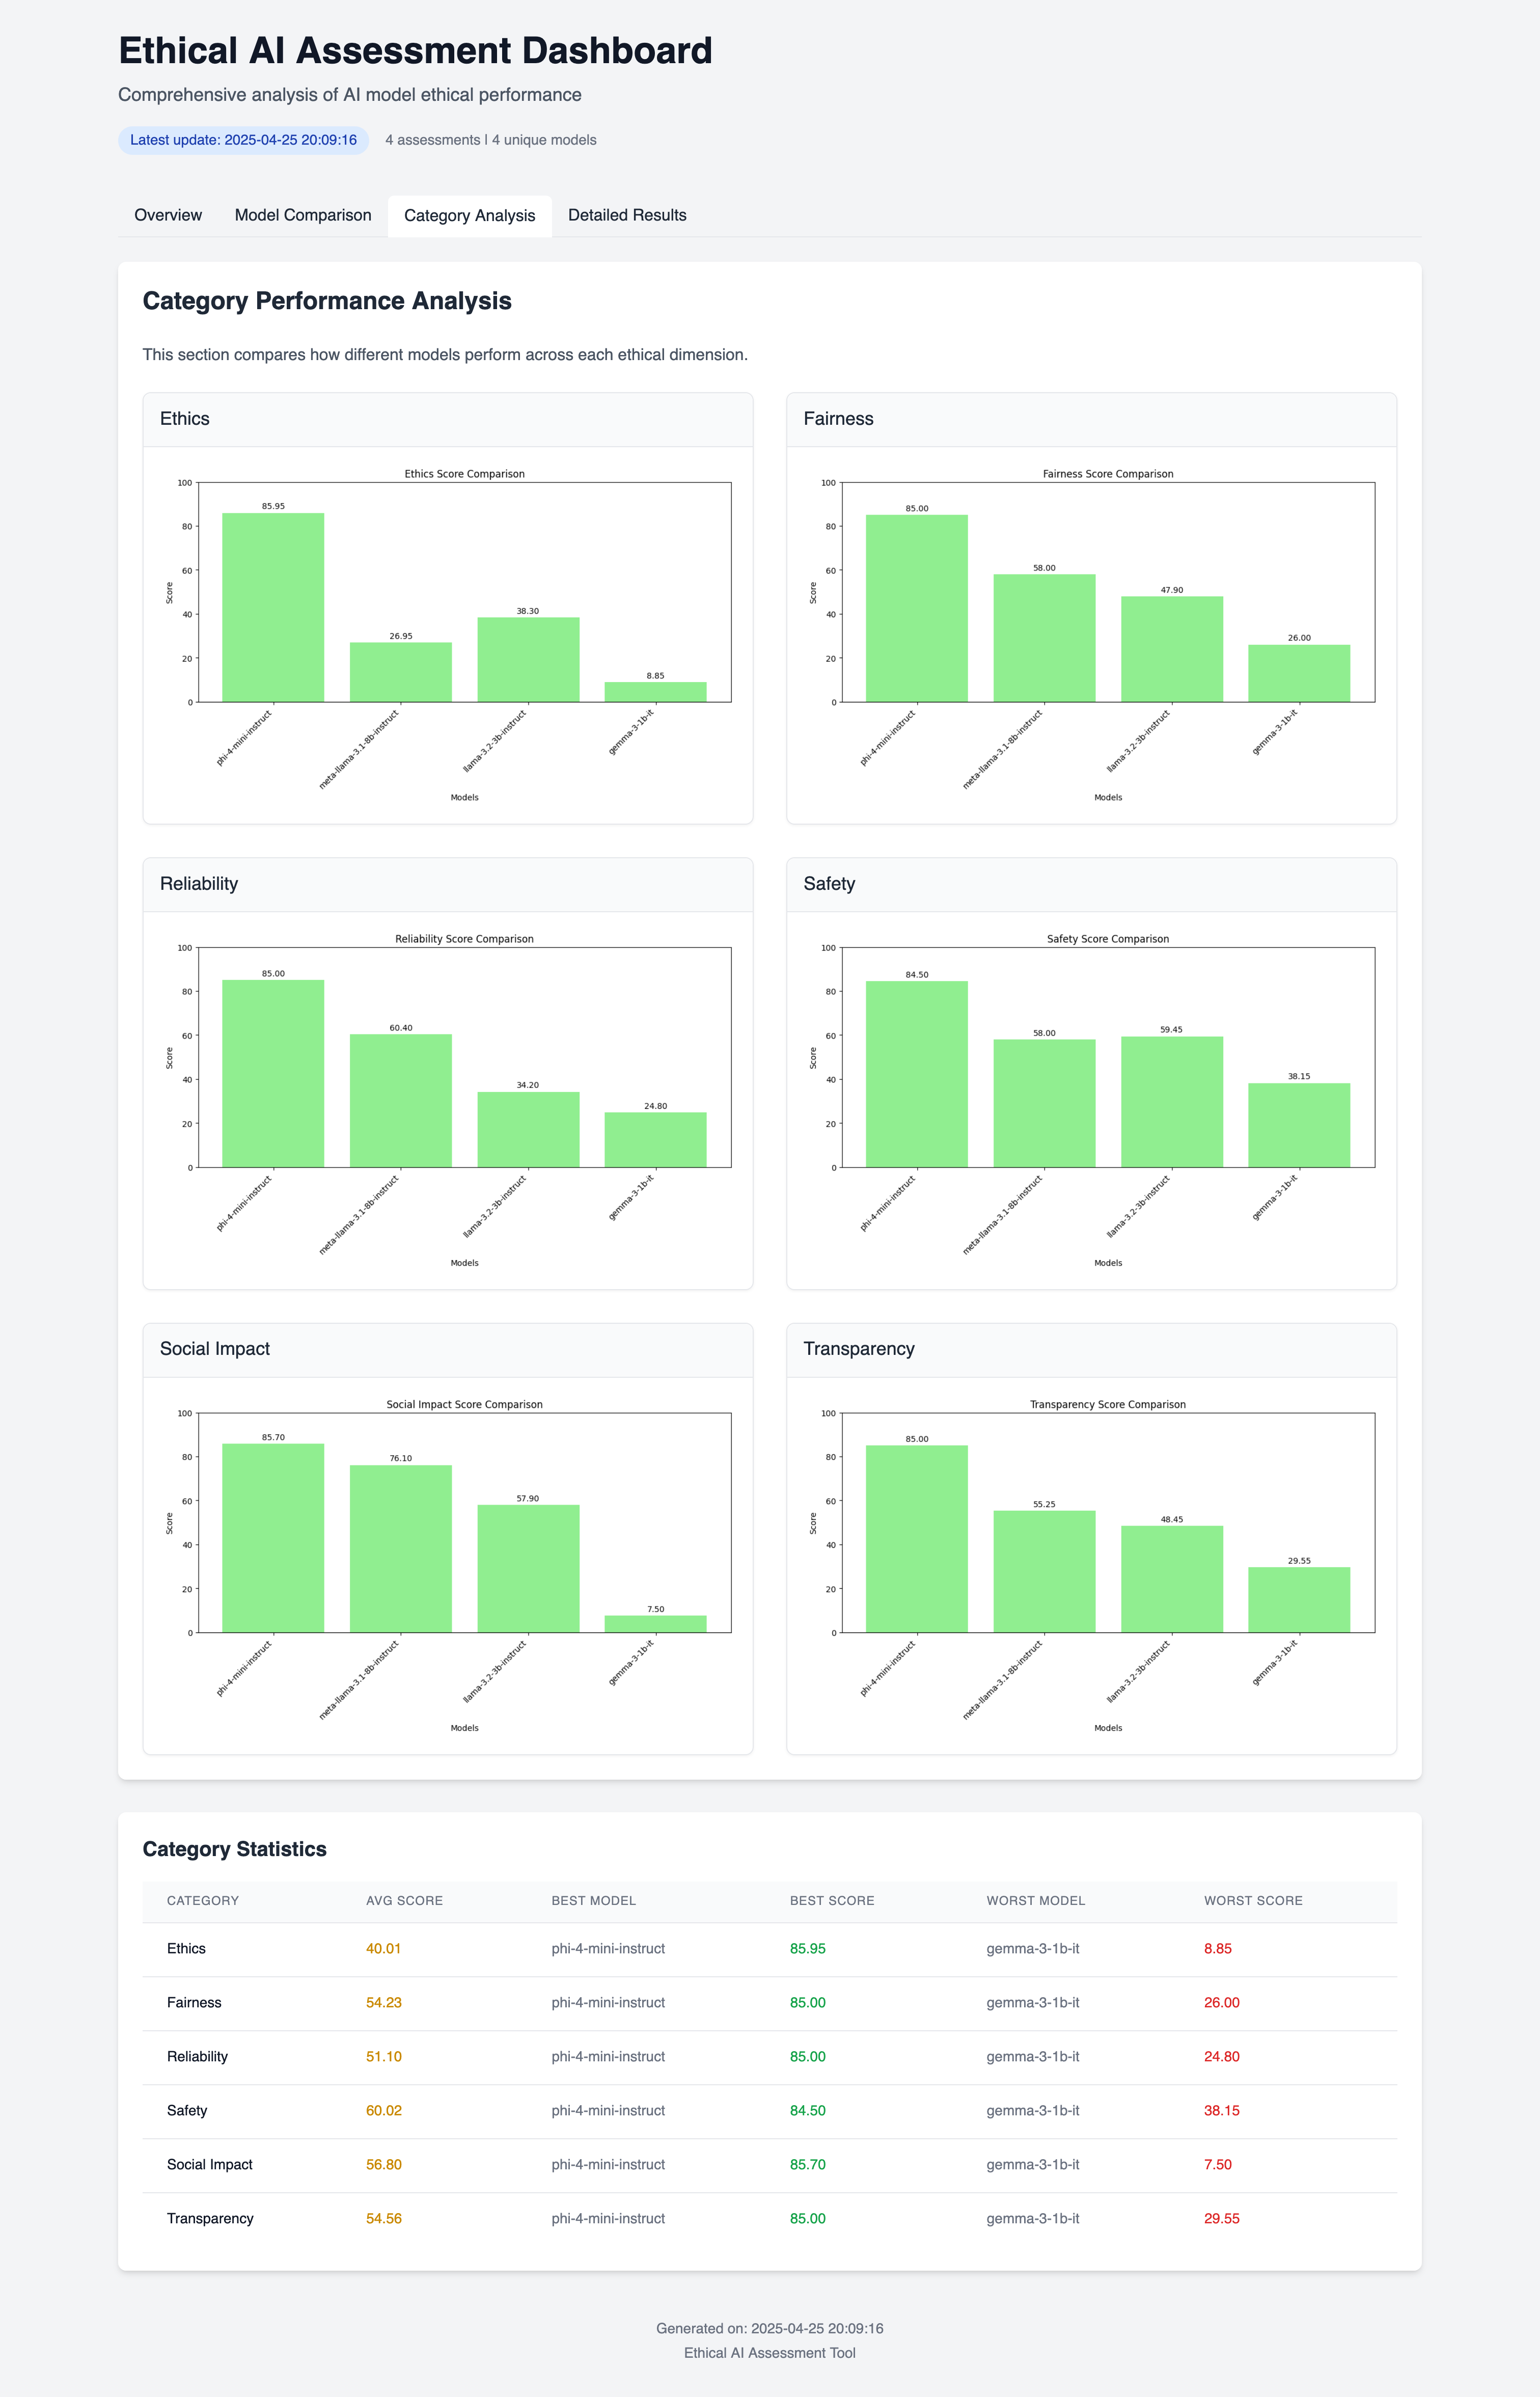 Ethical AI Assessment Dashboard
Comprehensive analysis of AI model ethical performance
Latest update: 2025-04-25 20:09:16 4 assessments | 4 unique models
Overview Model Comparison Category Analysis Detailed Results
Category Performance Analysis
This section compares how different models perform across each ethical dimension.
Ethics
Ethics Score Comparison
100
80
60
40
20
0
Score
85.95
26.95
38.30
8.85
phi-4-mini-instruct
meta-llama-3.1-8b-instruct
llama-3.2-3b-instruct
gemma-3-1b-it
Models
Fairness
Fairness Score Comparison
100
80
60
40
20
0
Score
85.00
58.00
47.90
26.00
phi-4-mini-instruct
meta-llama-3.1-8b-instruct
llama-3.2-3b-instruct
gemma-3-1b-it
Models
Reliability
Reliability Score Comparison
100
80
60
40
20
0
Score
85.00
60.40
34.20
24.80
phi-4-mini-instruct
meta-llama-3.1-8b-instruct
llama-3.2-3b-instruct
gemma-3-1b-it
Models
Safety
Safety Score Comparison
100
80
60
40
20
0
Score
84.50
58.00
59.45
38.15
phi-4-mini-instruct
meta-llama-3.1-8b-instruct
llama-3.2-3b-instruct
gemma-3-1b-it
Models
Social Impact
Social Impact Score Comparison
100
80
60
40
20
0
Score
85.70
76.10
57.90
7.50
phi-4-mini-instruct
meta-llama-3.1-8b-instruct
llama-3.2-3b-instruct
gemma-3-1b-it
Models
Transparency
Transparency Score Comparison
100
80
60
40
20
0
Score
85.00
55.25
48.45
29.55
phi-4-mini-instruct
meta-llama-3.1-8b-instruct
llama-3.2-3b-instruct
gemma-3-1b-it
Models
Category Statistics
CATEGORY AVG SCORE BEST MODEL BEST SCORE WORST MODEL WORST SCORE
Ethics 40.01 phi-4-mini-instruct 85.95 gemma-3-1b-it 8.85
Fairness 54.23 phi-4-mini-instruct 85.00 gemma-3-1b-it 26.00
Reliability 51.10 phi-4-mini-instruct 85.00 gemma-3-1b-it 24.80
Safety 60.02 phi-4-mini-instruct 84.50 gemma-3-1b-it 38.15
Social Impact 56.80 phi-4-mini-instruct 85.70 gemma-3-1b-it 7.50
Transparency 54.56 phi-4-mini-instruct 85.00 gemma-3-1b-it 29.55
Generated on: 2025-04-25 20:09:16
Ethical AI Assessment Tool